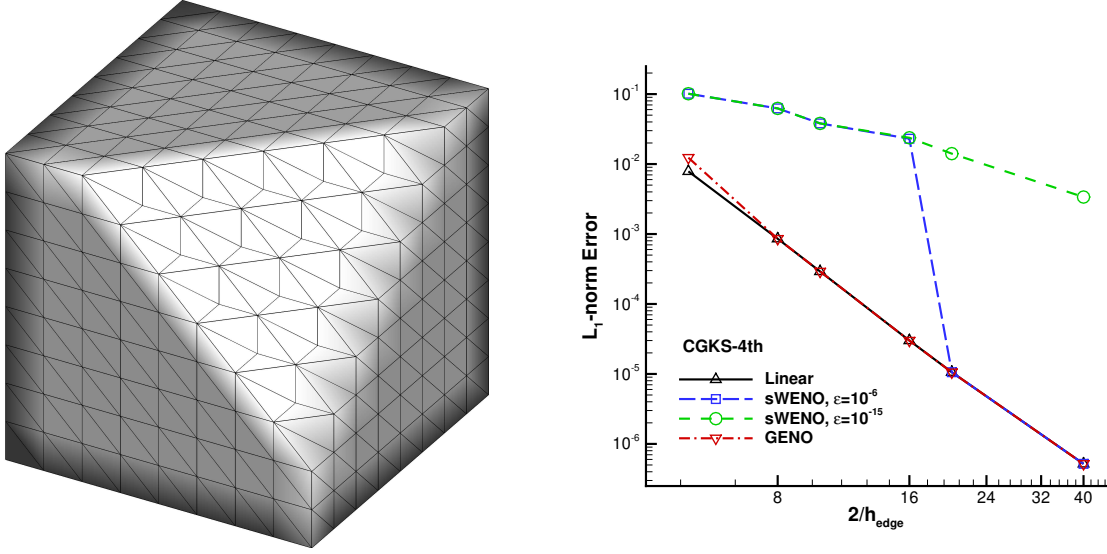 10⁻¹
10⁻²
10⁻³
10⁻⁴
10⁻⁵
10⁻⁶
L₁-norm Error
CGKS-4th
Linear
sWENO, ε=10⁻⁶
sWENO, ε=10⁻¹⁵
GENO
8 16 24 32 40
2/h_edge